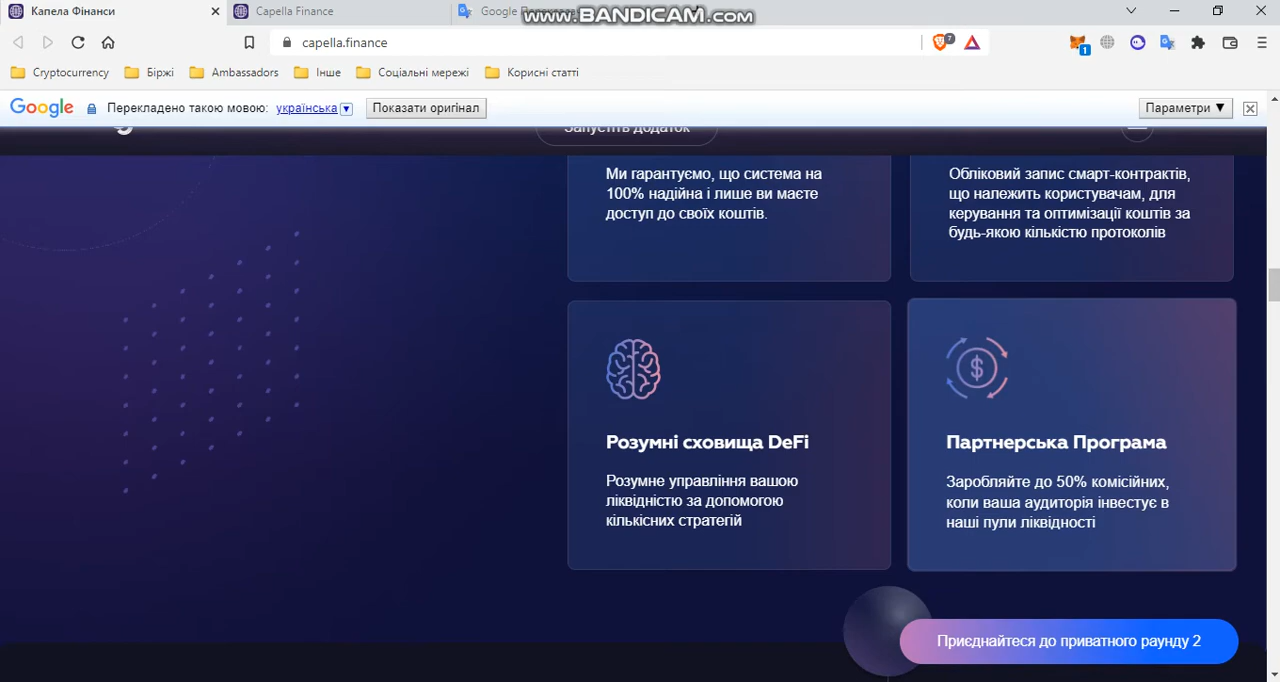 Капела Фінанси
Capella Finance
Google
www.BANDICAM.com
7
capella.finance
1
Cryptocurrency
Біржі
Ambassadors
Інше
Соціальні мережі
Корисні статті
Google
Перекладено такою мовою: українська
Показати оригінал
Параметри ▼
Запустіть додаток
Ми гарантуємо, що система на
100% надійна і лише ви маєте
доступ до своїх коштів.
Обліковий запис смарт-контрактів,
що належить користувачам, для
керування та оптимізації коштів за
будь-якою кількістю протоколів
Розумні сховища DeFi
Розумне управління вашою
ліквідністю за допомогою
кількісних стратегій
Партнерська Програма
Заробляйте до 50% комісійних,
коли ваша аудиторія інвестує в
наші пули ліквідності
Приєднайтеся до приватного раунду 2